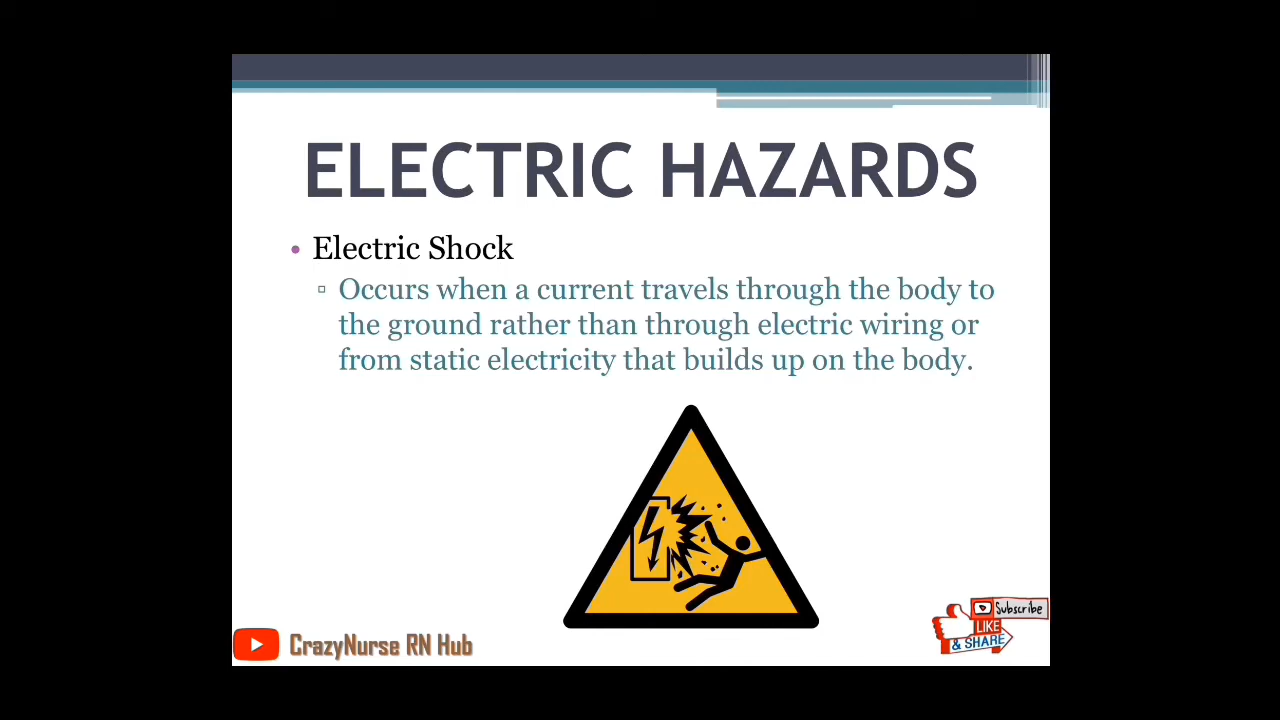 ELECTRIC HAZARDS
• Electric Shock
▫ Occurs when a current travels through the body to
the ground rather than through electric wiring or
from static electricity that builds up on the body.
Subscribe
LIKE
& SHARE
CrazyNurse RN Hub